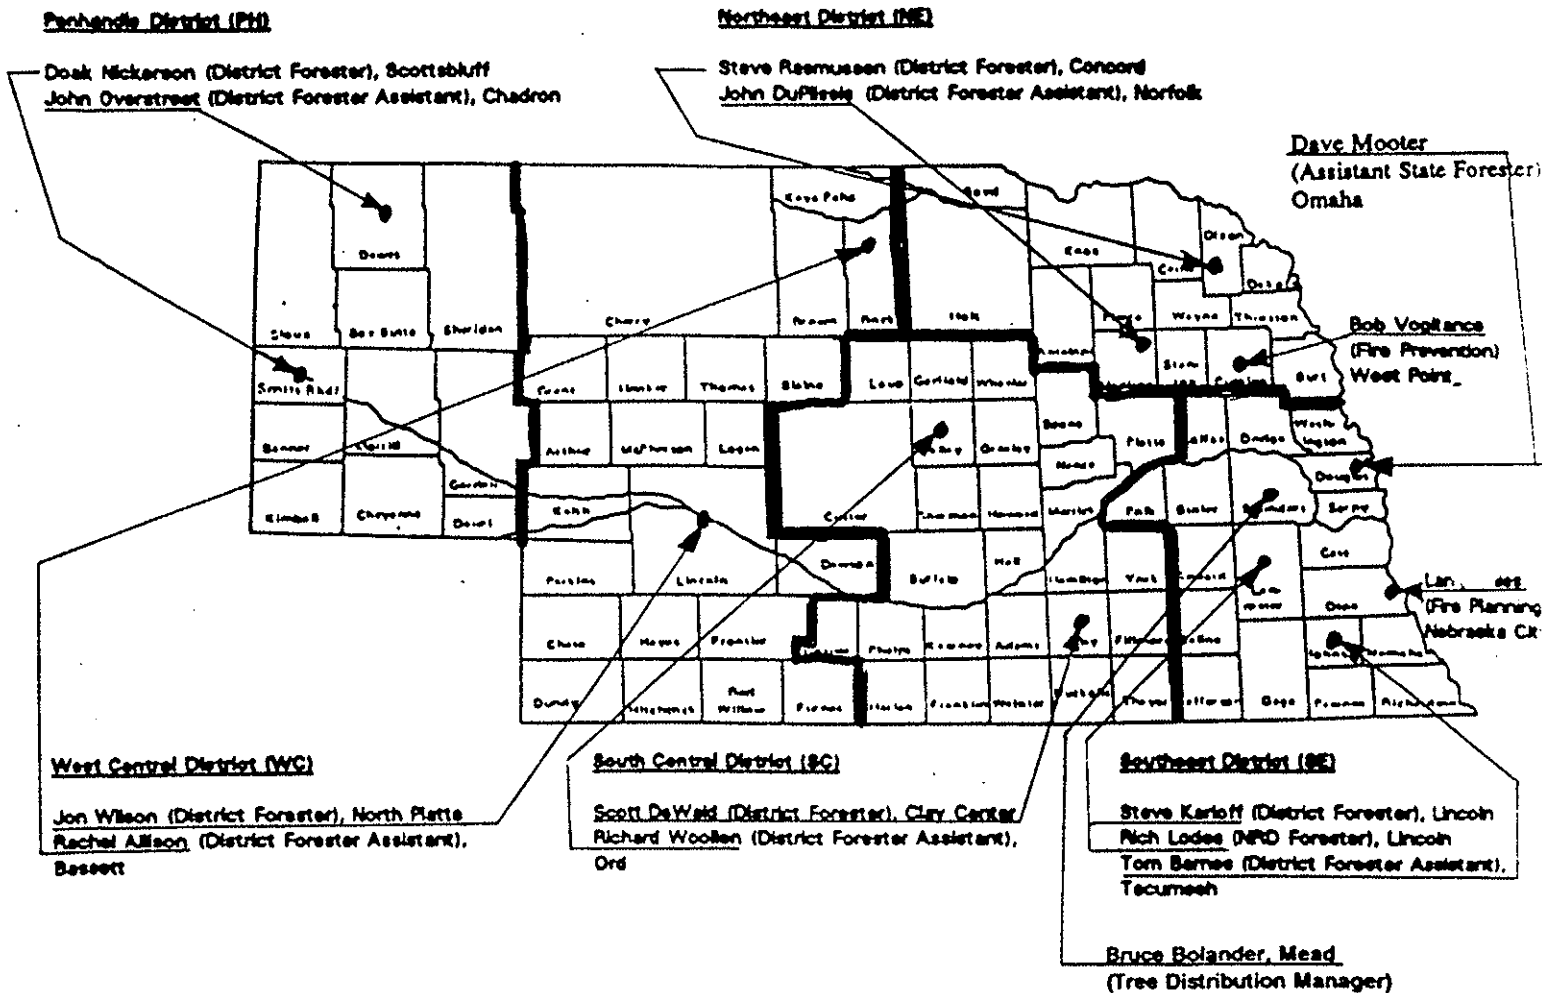 Panhandle District (PH)
Doak Nickerson (District Forester), Scottsbluff
John Overstreet (District Forester Assistant), Chadron
Northeast District (NE)
Steve Rasmussen (District Forester), Concord
John DuPlissis (District Forester Assistant), Norfolk
Dave Mooter
(Assistant State Forester)
Omaha
Bob Vogltance
(Fire Prevention)
West Point
(Fire Planning
Nebraska Cit
Keya Paha
Boyd
Knox
Dixon
Dawes
Sioux
Box Butte
Sheridan
Cherry
Brown
Rock
Holt
Pierce
Wayne
Thurston
Scotts Bluff
Grant
Hooker
Thomas
Blaine
Loup
Garfield
Wheeler
Burt
Banner
Morrill
Arthur
McPherson
Logan
Valley
Greeley
Boone
Nance
Platte
Colfax
Dodge
Wash-
ington
Douglas
Sarpy
Garden
Kimball
Cheyenne
Deuel
Keith
Custer
Sherman
Howard
Merrick
Polk
Butler
Saunders
Cass
Perkins
Lincoln
Dawson
Buffalo
Hall
Hamilton
York
Seward
Otoe
Chase
Hayes
Frontier
Phelps
Kearney
Adams
Clay
Fillmore
Saline
Johnson
Nemaha
Dundy
Hitchcock
Red
Willow
Furnas
Harlan
Franklin
Webster
Nuckolls
Thayer
Jefferson
Gage
Pawnee
Richardson
West Central District (WC)
Jon Wilson (District Forester), North Platte
Rachel Allison (District Forester Assistant),
Bassett
South Central District (SC)
Scott DeWald (District Forester), Clay Center
Richard Woollen (District Forester Assistant),
Ord
Southeast District (SE)
Steve Karloff (District Forester), Lincoln
Rich Lodes (NRD Forester), Lincoln
Tom Barnes (District Forester Assistant),
Tecumseh
Bruce Bolander, Mead
(Tree Distribution Manager)